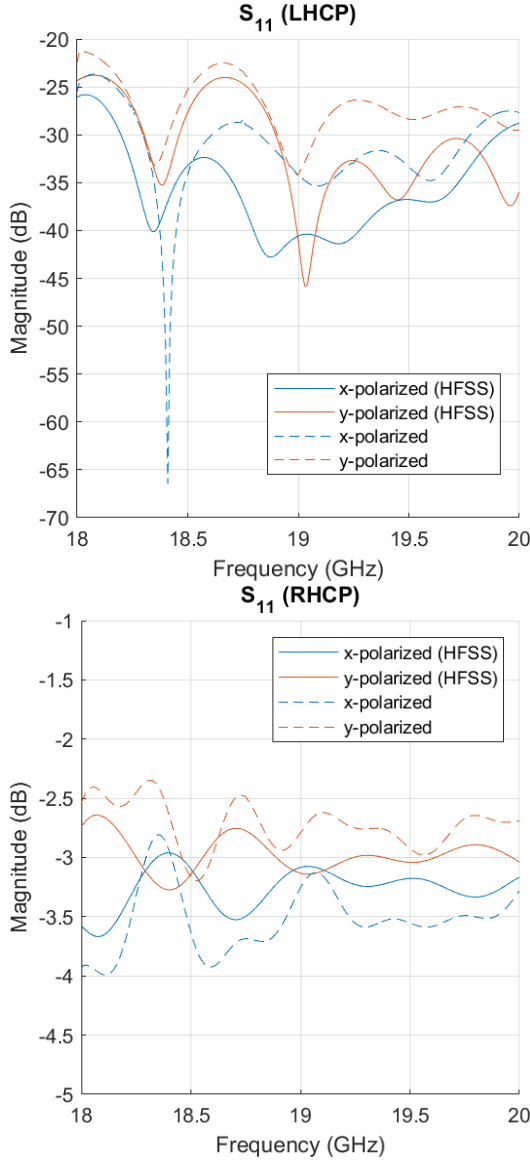 S11 (LHCP)
-20
-25
-30
-35
-40
-45
-50
-55
-60
-65
-70
Magnitude (dB)
x-polarized (HFSS)
y-polarized (HFSS)
x-polarized
y-polarized
18
18.5
19
19.5
20
Frequency (GHz)
S11 (RHCP)
-1
-1.5
-2
-2.5
-3
-3.5
-4
-4.5
-5
Magnitude (dB)
x-polarized (HFSS)
y-polarized (HFSS)
x-polarized
y-polarized
18
18.5
19
19.5
20
Frequency (GHz)